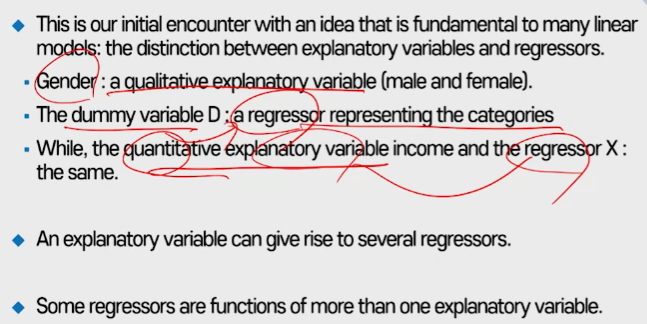 This is our initial encounter with an idea that is fundamental to many linear
models: the distinction between explanatory variables and regressors.
Gender : a qualitative explanatory variable (male and female).
The dummy variable D : a regressor representing the categories
While, the quantitative explanatory variable income and the regressor X :
the same.
An explanatory variable can give rise to several regressors.
Some regressors are functions of more than one explanatory variable.